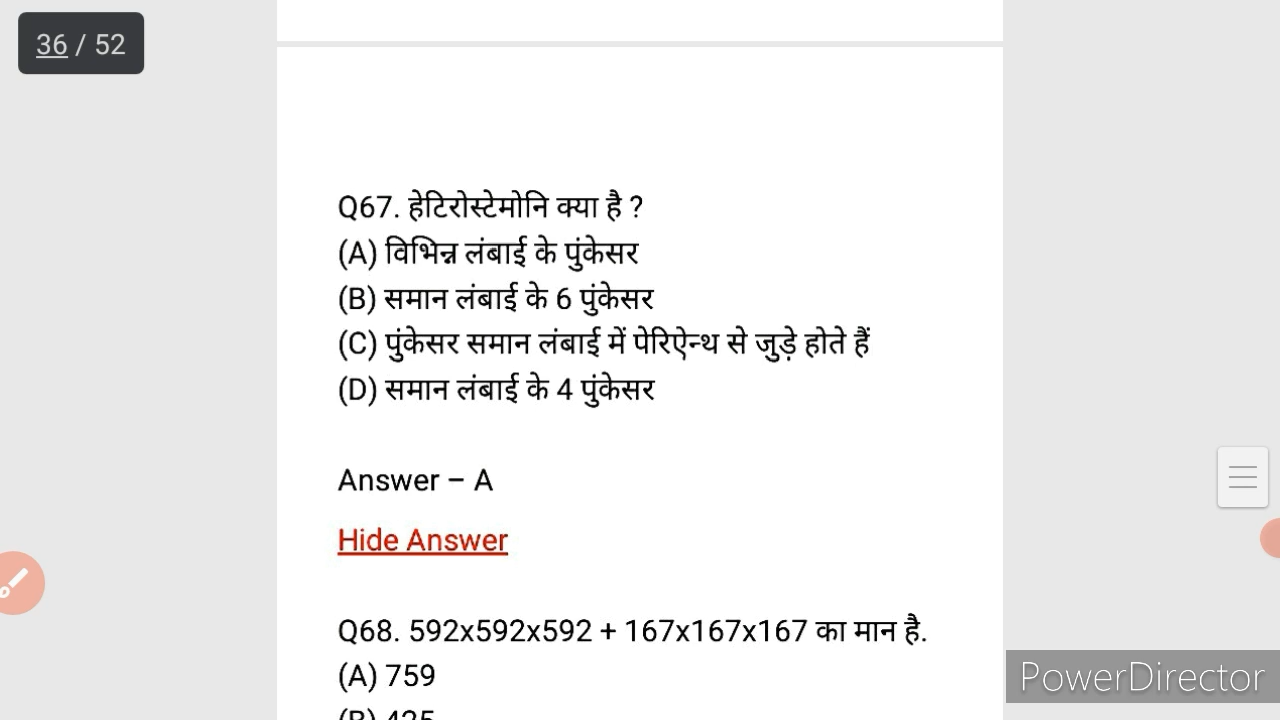 36 / 52
Q67. हेटिरोस्टेमोनि क्या है ?
(A) विभिन्न लंबाई के पुंकेसर
(B) समान लंबाई के 6 पुंकेसर
(C) पुंकेसर समान लंबाई में पेरिऐन्थ से जुड़े होते हैं
(D) समान लंबाई के 4 पुंकेसर
Answer – A
Hide Answer
Q68. 592x592x592 + 167x167x167 का मान है.
(A) 759
(B) 425
PowerDirector